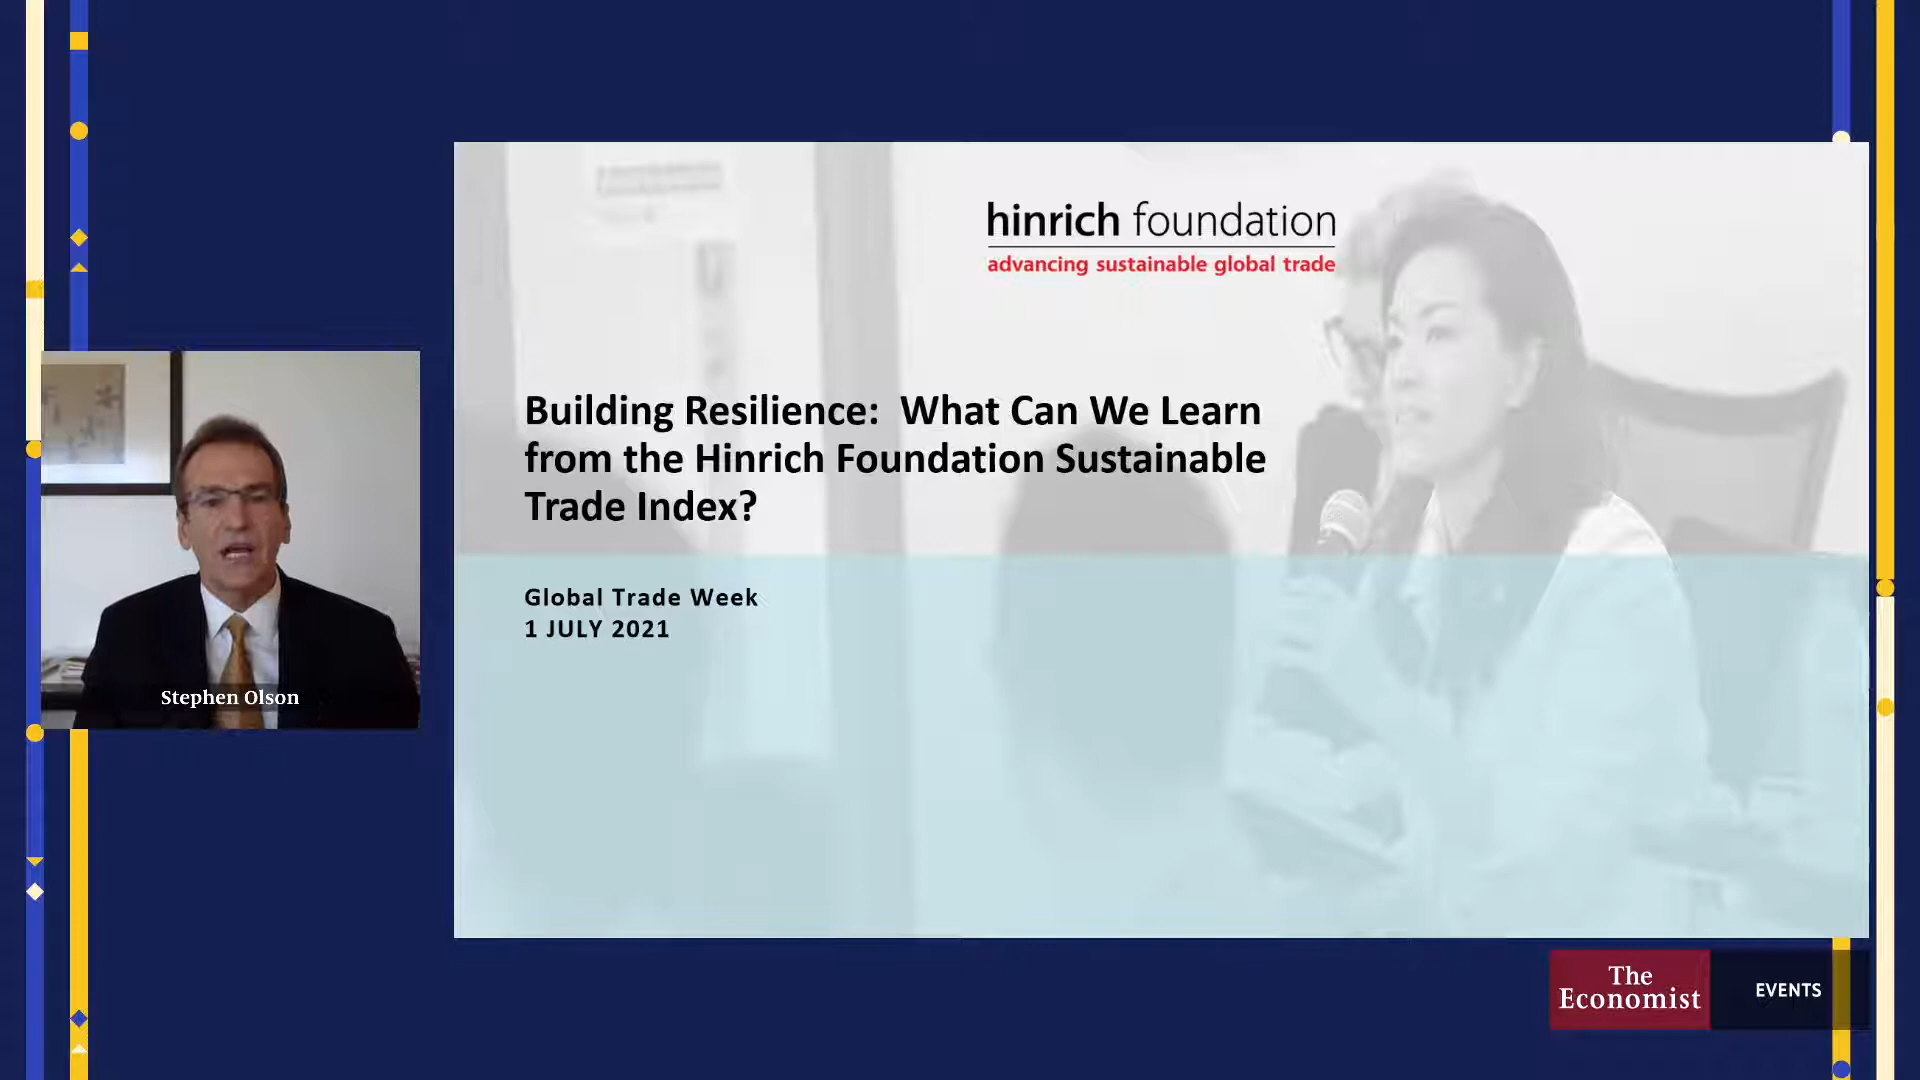 hinrich foundation
advancing sustainable global trade
Building Resilience:  What Can We Learn
from the Hinrich Foundation Sustainable
Trade Index?
Global Trade Week
1 JULY 2021
Stephen Olson
The
Economist
EVENTS